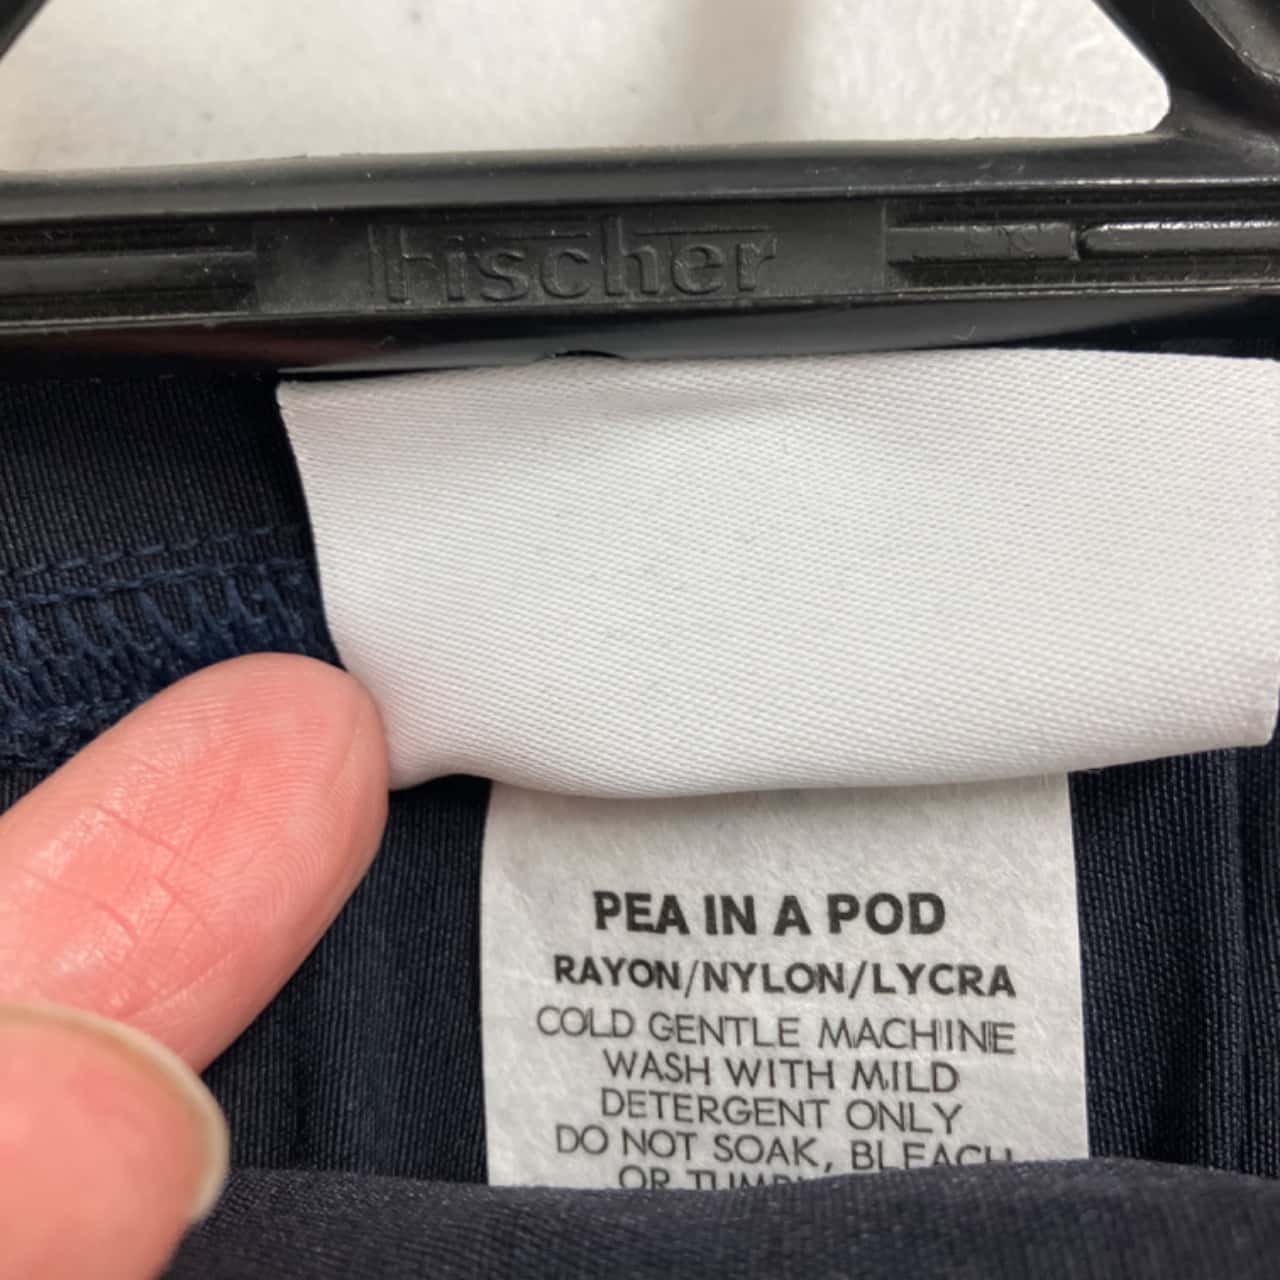 fischer
PEA IN A POD
RAYON/NYLON/LYCRA
COLD GENTLE MACHINE
WASH WITH MILD
DETERGENT ONLY
DO NOT SOAK, BLEACH
OR